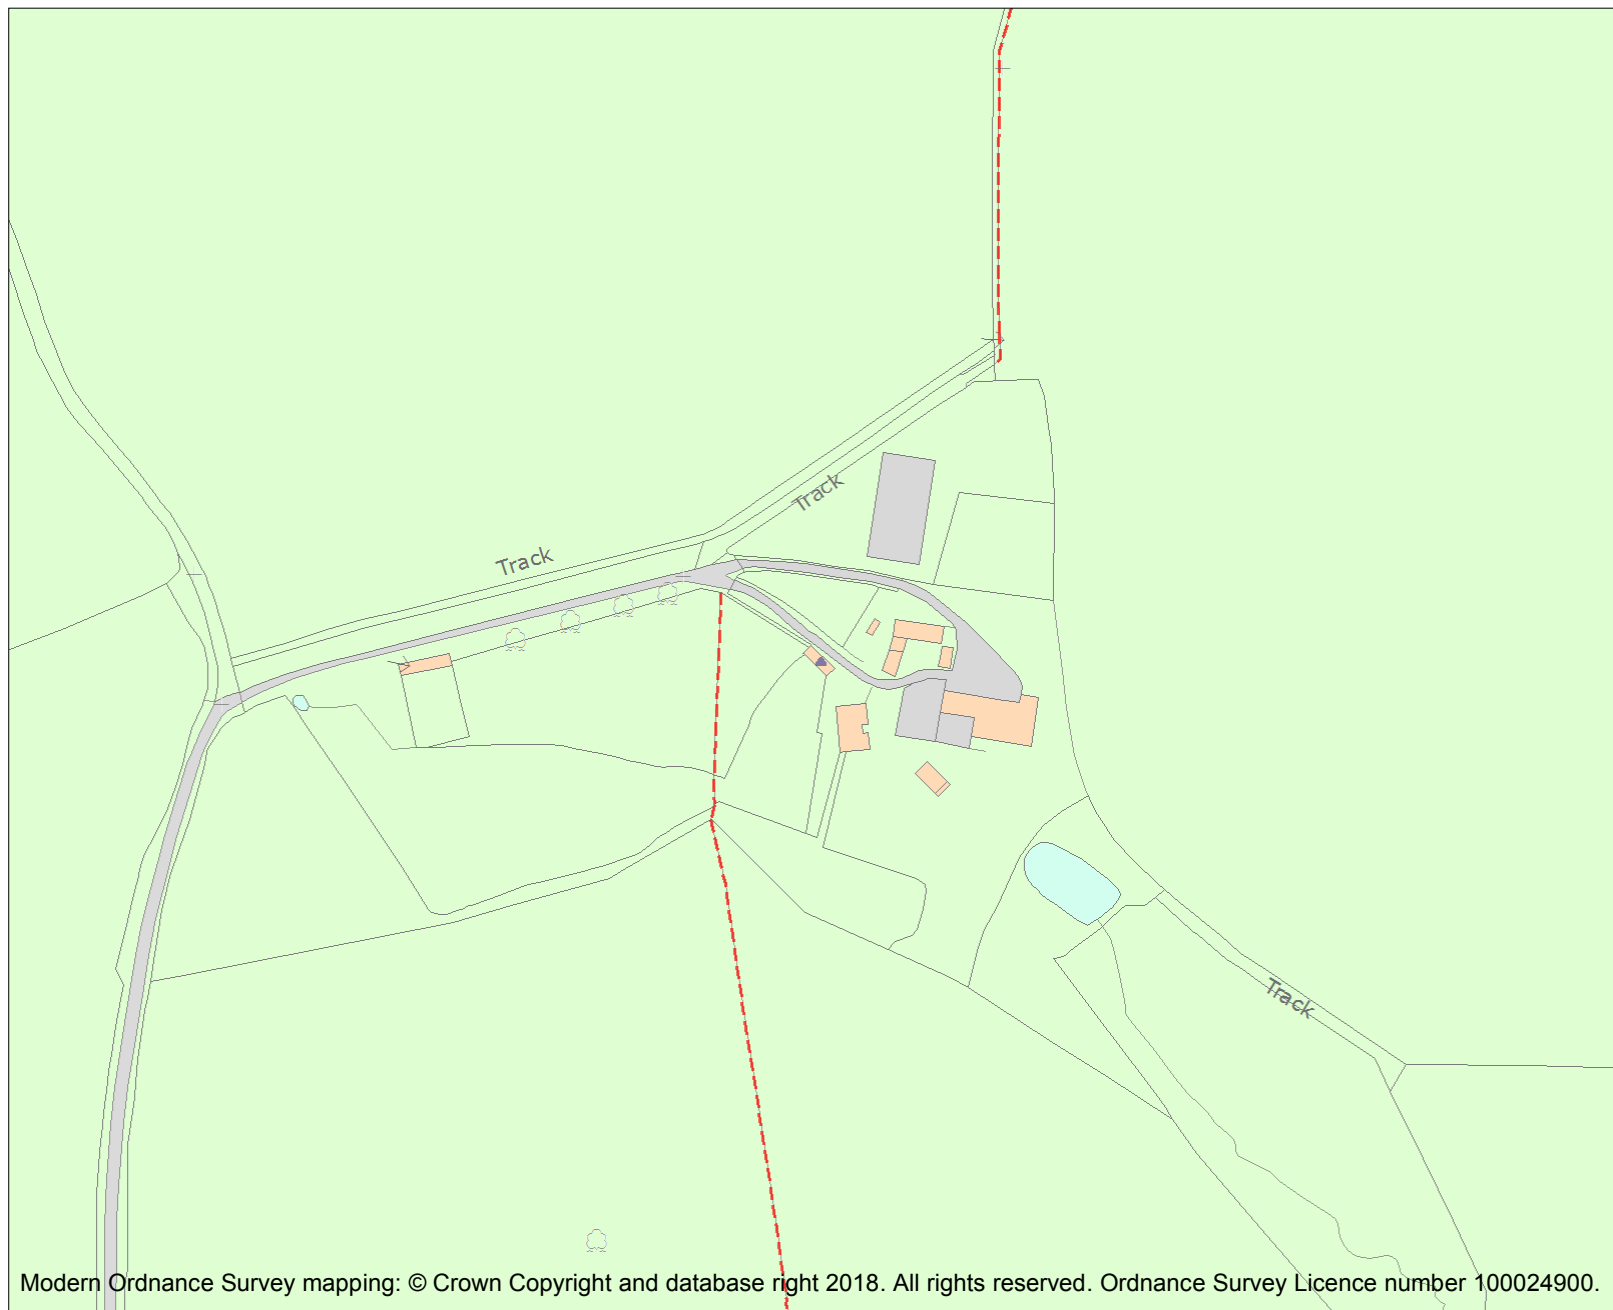 Track
Track
Track
Modern Ordnance Survey mapping: © Crown Copyright and database right 2018. All rights reserved. Ordnance Survey Licence number 100024900.